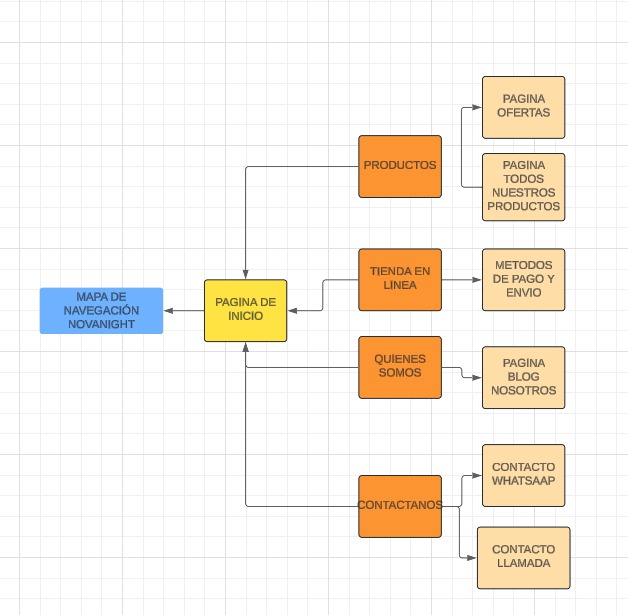 MAPA DE
NAVEGACIÓN
NOVANIGHT
PAGINA DE
INICIO
PRODUCTOS
PAGINA
OFERTAS
PAGINA
TODOS
NUESTROS
PRODUCTOS
TIENDA EN
LINEA
METODOS
DE PAGO Y
ENVIO
QUIENES
SOMOS
PAGINA
BLOG
NOSOTROS
CONTACTANOS
CONTACTO
WHATSAAP
CONTACTO
LLAMADA